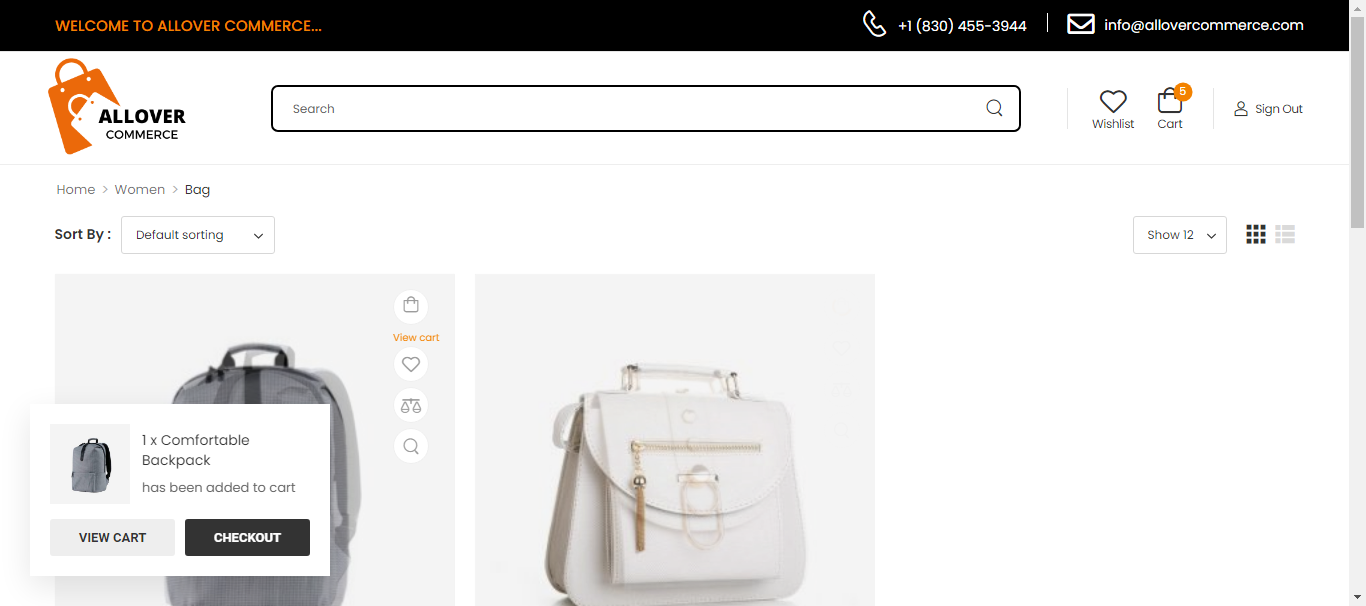 WELCOME TO ALLOVER COMMERCE...
+1 (830) 455-3944
info@allovercommerce.com
ALLOVER
COMMERCE
Search
Wishlist
5
Cart
Sign Out
Home > Women > Bag
Sort By :
Default sorting
Show 12
View cart
1 x Comfortable
Backpack
has been added to cart
VIEW CART
CHECKOUT